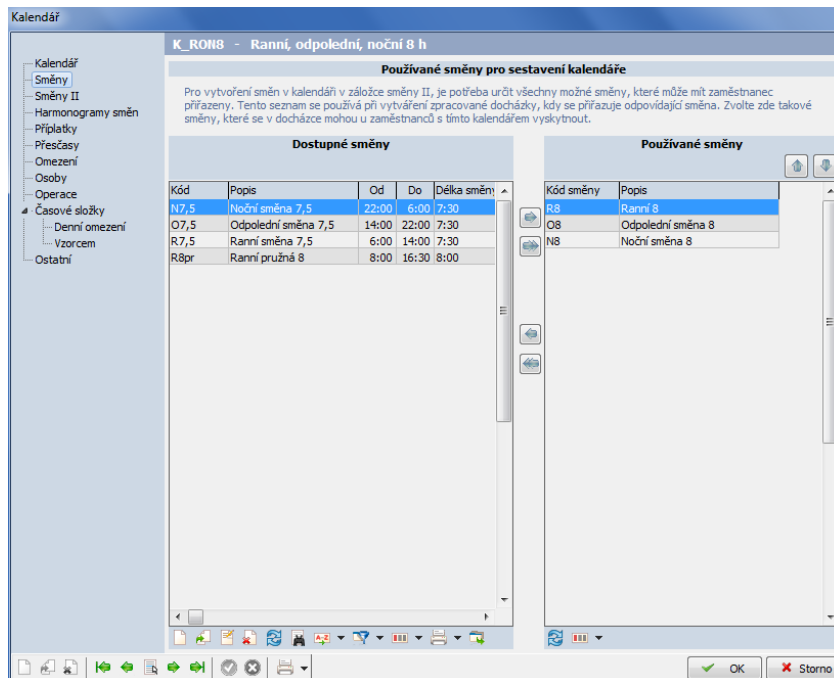 Kalendář
K_RON8 - Ranní, odpolední, noční 8 h
Kalendář
Směny
Směny II
Harmonogramy směn
Příplatky
Přesčasy
Omezení
Osoby
Operace
Časové složky
Denní omezení
Vzorcem
Ostatní
Používané směny pro sestavení kalendáře
Pro vytvoření směn v kalendáři v záložce směny II, je potřeba určit všechny možné směny, které může mít zaměstnanec
přiřazeny. Tento seznam se používá při vytváření zpracované docházky, kdy se přiřazuje odpovídající směna. Zvolte zde takové
směny, které se v docházce mohou u zaměstnanců s tímto kalendářem vyskytnout.
Dostupné směny
Kód Popis Od Do Délka směny
N7,5 Noční směna 7,5 22:00 6:00 7:30
O7,5 Odpolední směna 7,5 14:00 22:00 7:30
R7,5 Ranní směna 7,5 6:00 14:00 7:30
R8pr Ranní pružná 8 8:00 16:30 8:00
Používané směny
Kód směny Popis
R8 Ranní 8
O8 Odpolední směna 8
N8 Noční směna 8
A-Z
OK Storno